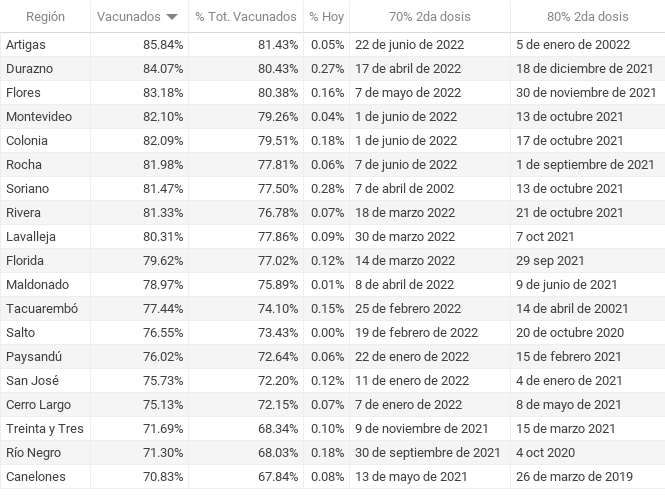 Región Vacunados % Tot. Vacunados % Hoy 70% 2da dosis 80% 2da dosis
Artigas 85.84% 81.43% 0.05% 22 de junio de 2022 5 de enero de 20022
Durazno 84.07% 80.43% 0.27% 17 de abril de 2022 18 de diciembre de 2021
Flores 83.18% 80.38% 0.16% 7 de mayo de 2022 30 de noviembre de 2021
Montevideo 82.10% 79.26% 0.04% 1 de junio de 2022 13 de octubre 2021
Colonia 82.09% 79.51% 0.18% 1 de junio de 2022 17 de octubre 2021
Rocha 81.98% 77.81% 0.06% 7 de junio de 2022 1 de septiembre de 2021
Soriano 81.47% 77.50% 0.28% 7 de abril de 2002 13 de octubre 2021
Rivera 81.33% 76.78% 0.07% 18 de marzo 2022 21 de octubre 2021
Lavalleja 80.31% 77.86% 0.09% 30 de marzo 2022 7 oct 2021
Florida 79.62% 77.02% 0.12% 14 de marzo 2022 29 sep 2021
Maldonado 78.97% 75.89% 0.01% 8 de abril de 2022 9 de junio de 2021
Tacuarembó 77.44% 74.10% 0.15% 25 de febrero 2022 14 de abril de 20021
Salto 76.55% 73.43% 0.00% 19 de febrero de 2022 20 de octubre 2020
Paysandú 76.02% 72.64% 0.06% 22 de enero de 2022 15 de febrero 2021
San José 75.73% 72.20% 0.12% 11 de enero de 2022 4 de enero de 2021
Cerro Largo 75.13% 72.15% 0.07% 7 de enero de 2022 8 de mayo de 2021
Treinta y Tres 71.69% 68.34% 0.10% 9 de noviembre de 2021 15 de marzo 2021
Río Negro 71.30% 68.03% 0.18% 30 de septiembre de 2021 4 oct 2020
Canelones 70.83% 67.84% 0.08% 13 de mayo de 2021 26 de marzo de 2019